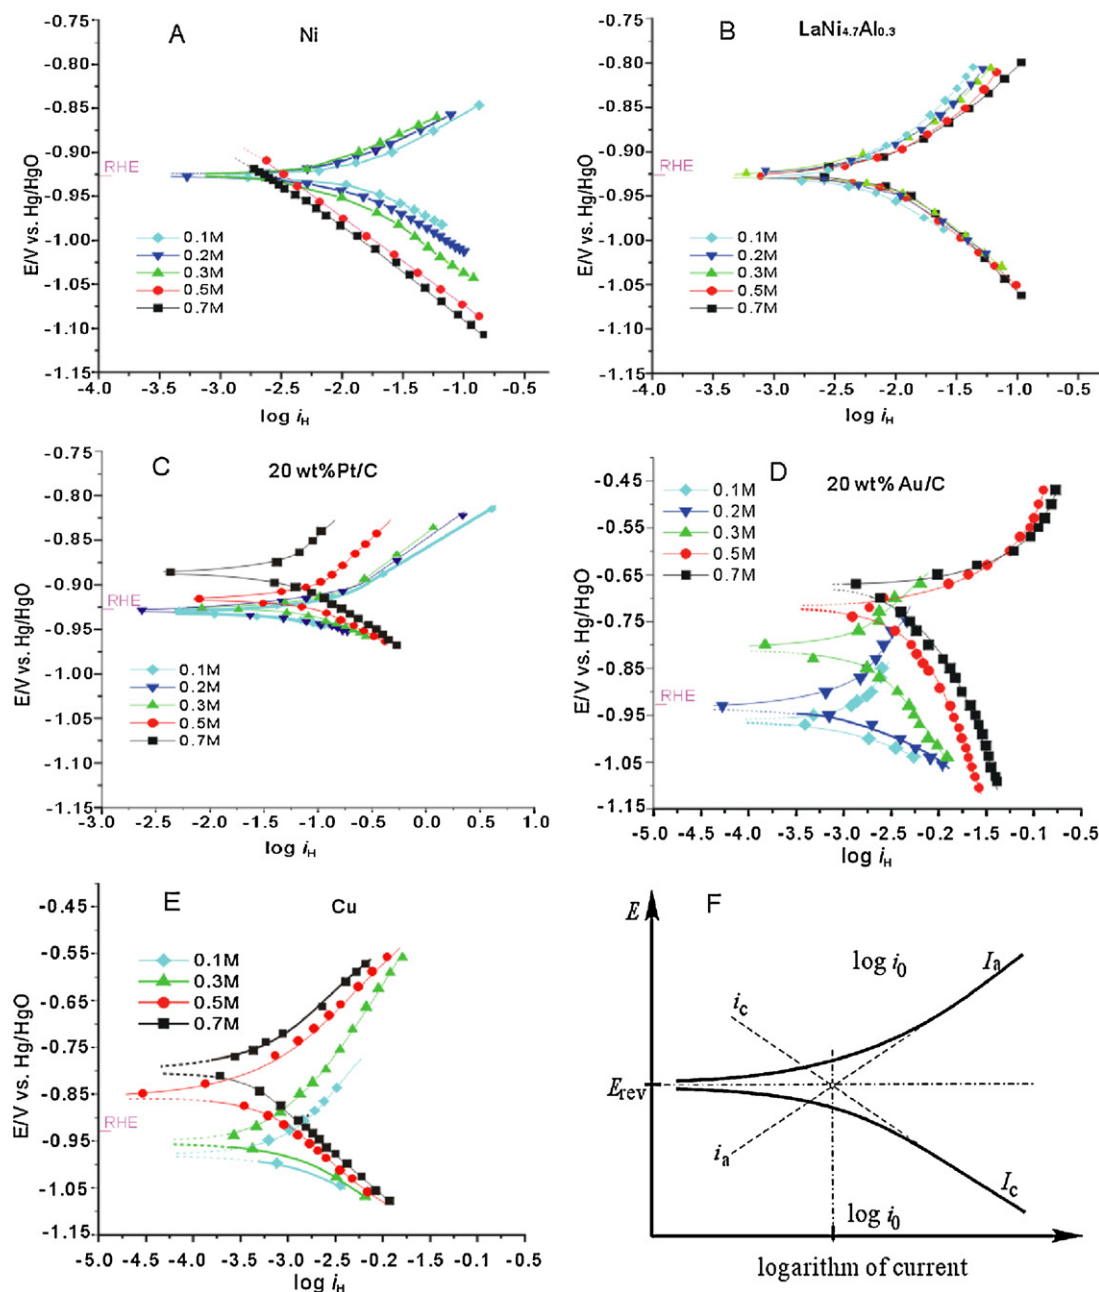 A
Ni
E/V vs. Hg/HgO
-0.75
-0.80
-0.85
-0.90
-0.95
-1.00
-1.05
-1.10
-1.15
RHE
0.1M
0.2M
0.3M
0.5M
0.7M
-4.0 -3.5 -3.0 -2.5 -2.0 -1.5 -1.0 -0.5
log iH
B
LaNi4.7Al0.3
E/V vs. Hg/HgO
-0.75
-0.80
-0.85
-0.90
-0.95
-1.00
-1.05
-1.10
-1.15
RHE
0.1M
0.2M
0.3M
0.5M
0.7M
-4.0 -3.5 -3.0 -2.5 -2.0 -1.5 -1.0 -0.5
log iH
C
20 wt%Pt/C
E/V vs. Hg/HgO
-0.75
-0.80
-0.85
-0.90
-0.95
-1.00
-1.05
-1.10
-1.15
RHE
0.1M
0.2M
0.3M
0.5M
0.7M
-3.0 -2.5 -2.0 -1.5 -1.0 -0.5 0.0 0.5 1.0
log iH
D
20 wt% Au/C
E/V vs. Hg/HgO
-0.45
-0.55
-0.65
-0.75
-0.85
-0.95
-1.05
-1.15
RHE
0.1M
0.2M
0.3M
0.5M
0.7M
-5.0 -4.5 -4.1 -3.6 -3.1 -2.6 -2.2 -1.5 -1.0 -0.5
log iH
E
Cu
E/V vs. Hg/HgO
-0.45
-0.55
-0.65
-0.75
-0.85
-0.95
-1.05
-1.15
RHE
0.1M
0.3M
0.5M
0.7M
-5.0 -4.5 -4.0 -3.5 -3.0 -2.5 -2.0 -1.5 -1.0 -0.5
log iH
F
E
log i0
Ia
ic
Erev
ia
Ic
log i0
logarithm of current